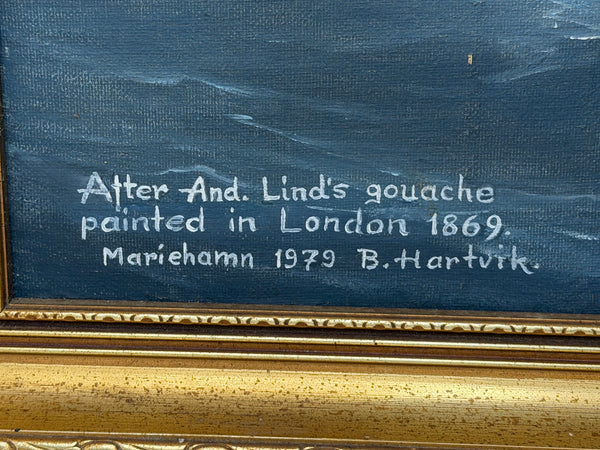 After And. Lind's gouache
painted in London 1869.
Mariehamn 1979 B. Hartvik.